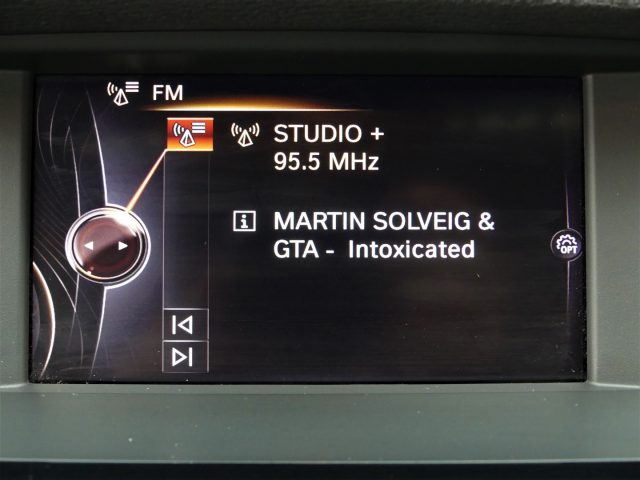 FM
STUDIO +
95.5 MHz
MARTIN SOLVEIG &
GTA - Intoxicated
OPT